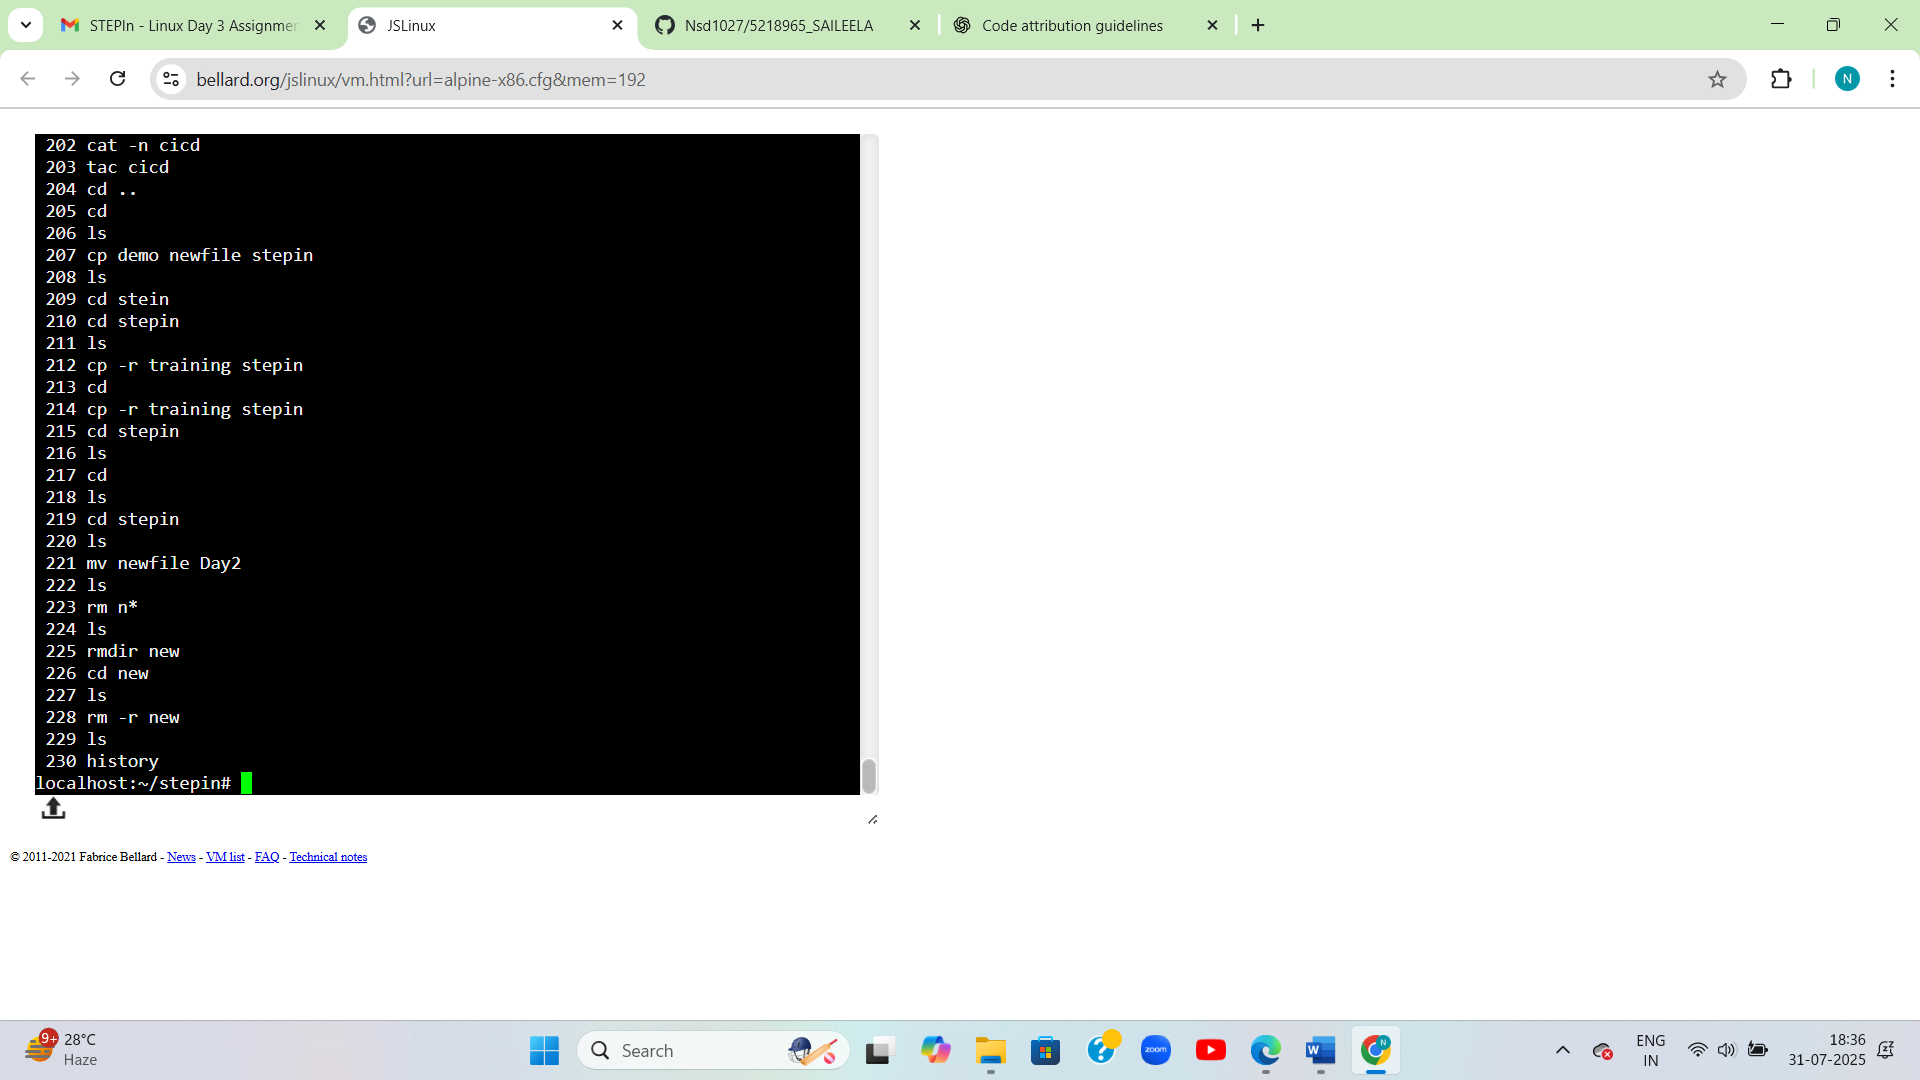 STEPIn - Linux Day 3 Assignmer
JSLinux
Nsd1027/5218965_SAILEELA
Code attribution guidelines
bellard.org/jslinux/vm.html?url=alpine-x86.cfg&mem=192
N
202 cat -n cicd
203 tac cicd
204 cd ..
205 cd
206 ls
207 cp demo newfile stepin
208 ls
209 cd stein
210 cd stepin
211 ls
212 cp -r training stepin
213 cd
214 cp -r training stepin
215 cd stepin
216 ls
217 cd
218 ls
219 cd stepin
220 ls
221 mv newfile Day2
222 ls
223 rm n*
224 ls
225 rmdir new
226 cd new
227 ls
228 rm -r new
229 ls
230 history
localhost:~/stepin#
© 2011-2021 Fabrice Bellard - News - VM list - FAQ - Technical notes
9+
28°C
Haze
Search
zoom
W
N
ENG
IN
18:36
31-07-2025